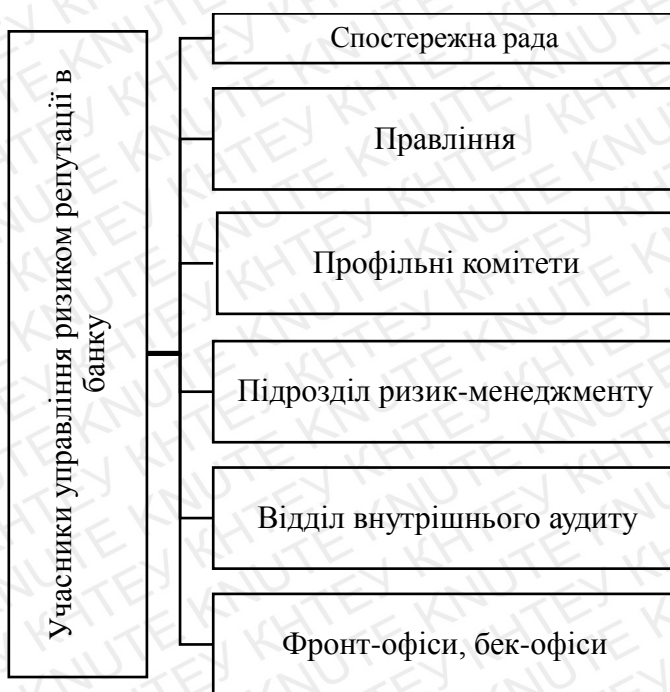 Учасники управління ризиком репутації в
банку
Спостережна рада
Правління
Профільні комітети
Підрозділ ризик-менеджменту
Відділ внутрішнього аудиту
Фронт-офіси, бек-офіси